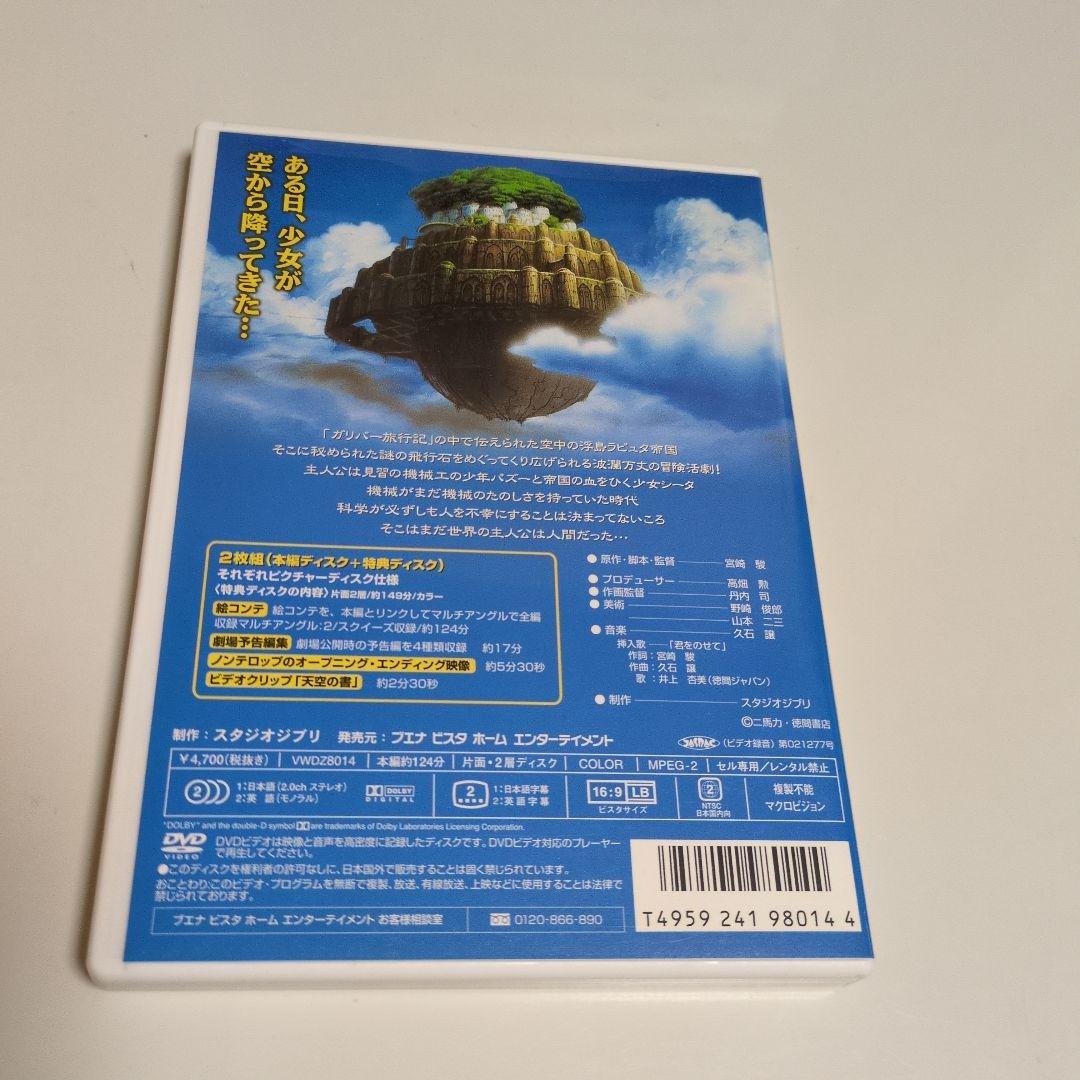 ある日、少女が
空から降ってきた…
「ガリバー旅行記」の中で伝えられた空中の浮島ラピュタ帝国
そこに秘められた謎の飛行石をめぐってくり広げられる波瀾万丈の冒険活劇！
主人公は見習の機械工の少年パズーと帝国の血をひく少女シータ
機械がまだ機械のたのしさを持っていた時代
科学が必ずしも人を不幸にすることは決まってないころ
そこはまだ世界の主人公は人間だった…
2枚組(本編ディスク＋特典ディスク)
それぞれピクチャーディスク仕様
〈特典ディスクの内容〉片面2層/約149分/カラー
絵コンテ 絵コンテを、本編とリンクしてマルチアングルで全編
収録マルチアングル:2/スクイーズ収録/約124分
劇場予告編集 劇場公開時の予告編を4種類収録 約17分
ノンテロップのオープニング・エンディング映像 約5分30秒
ビデオクリップ「天空の書」 約2分30秒
●原作・脚本・監督 宮崎 駿
●プロデューサー 高畑 勲
●作画監督 丹内 司
●美術 野崎 俊郎
山本 二三
●音楽 久石 譲
挿入歌「君をのせて」
作詞：宮崎 駿
作曲：久石 譲
歌：井上 杏美(徳間ジャパン)
●制作 スタジオジブリ
©二馬力・徳間書店
制作：スタジオジブリ 発売元：ブエナ ビスタ ホーム エンターテイメント
JASRAC (ビデオ録音)第021277号
¥4,700(税抜き) VWDZ8014 本編約124分 片面・2層ディスク COLOR MPEG-2 セル専用/レンタル禁止
2 1:日本語(2.0ch ステレオ)
2:英 語(モノラル)
DOLBY
DIGITAL
2 1:日本語字幕
2:英語字幕
16:9 LB
ビスタサイズ
2
NTSC
日本国内向
複製不能
マクロビジョン
"DOLBY" and the double-D symbol are trademarks of Dolby Laboratories Licensing Corporation.
DVD
VIDEO
DVDビデオは映像と音声を高密度に記録したディスクです。DVDビデオ対応のプレーヤー
で再生してください。
●このディスクを権利者の許可なしに、日本国外で販売することは固く禁じられています。
おことわり:このビデオ・プログラムを無断で複製、放送、有線放送、上映などに使用することは法律で
禁じられております。
ブエナ ビスタ ホーム エンターテイメント お客様相談室 0120-866-890
T4959 241 98014 4